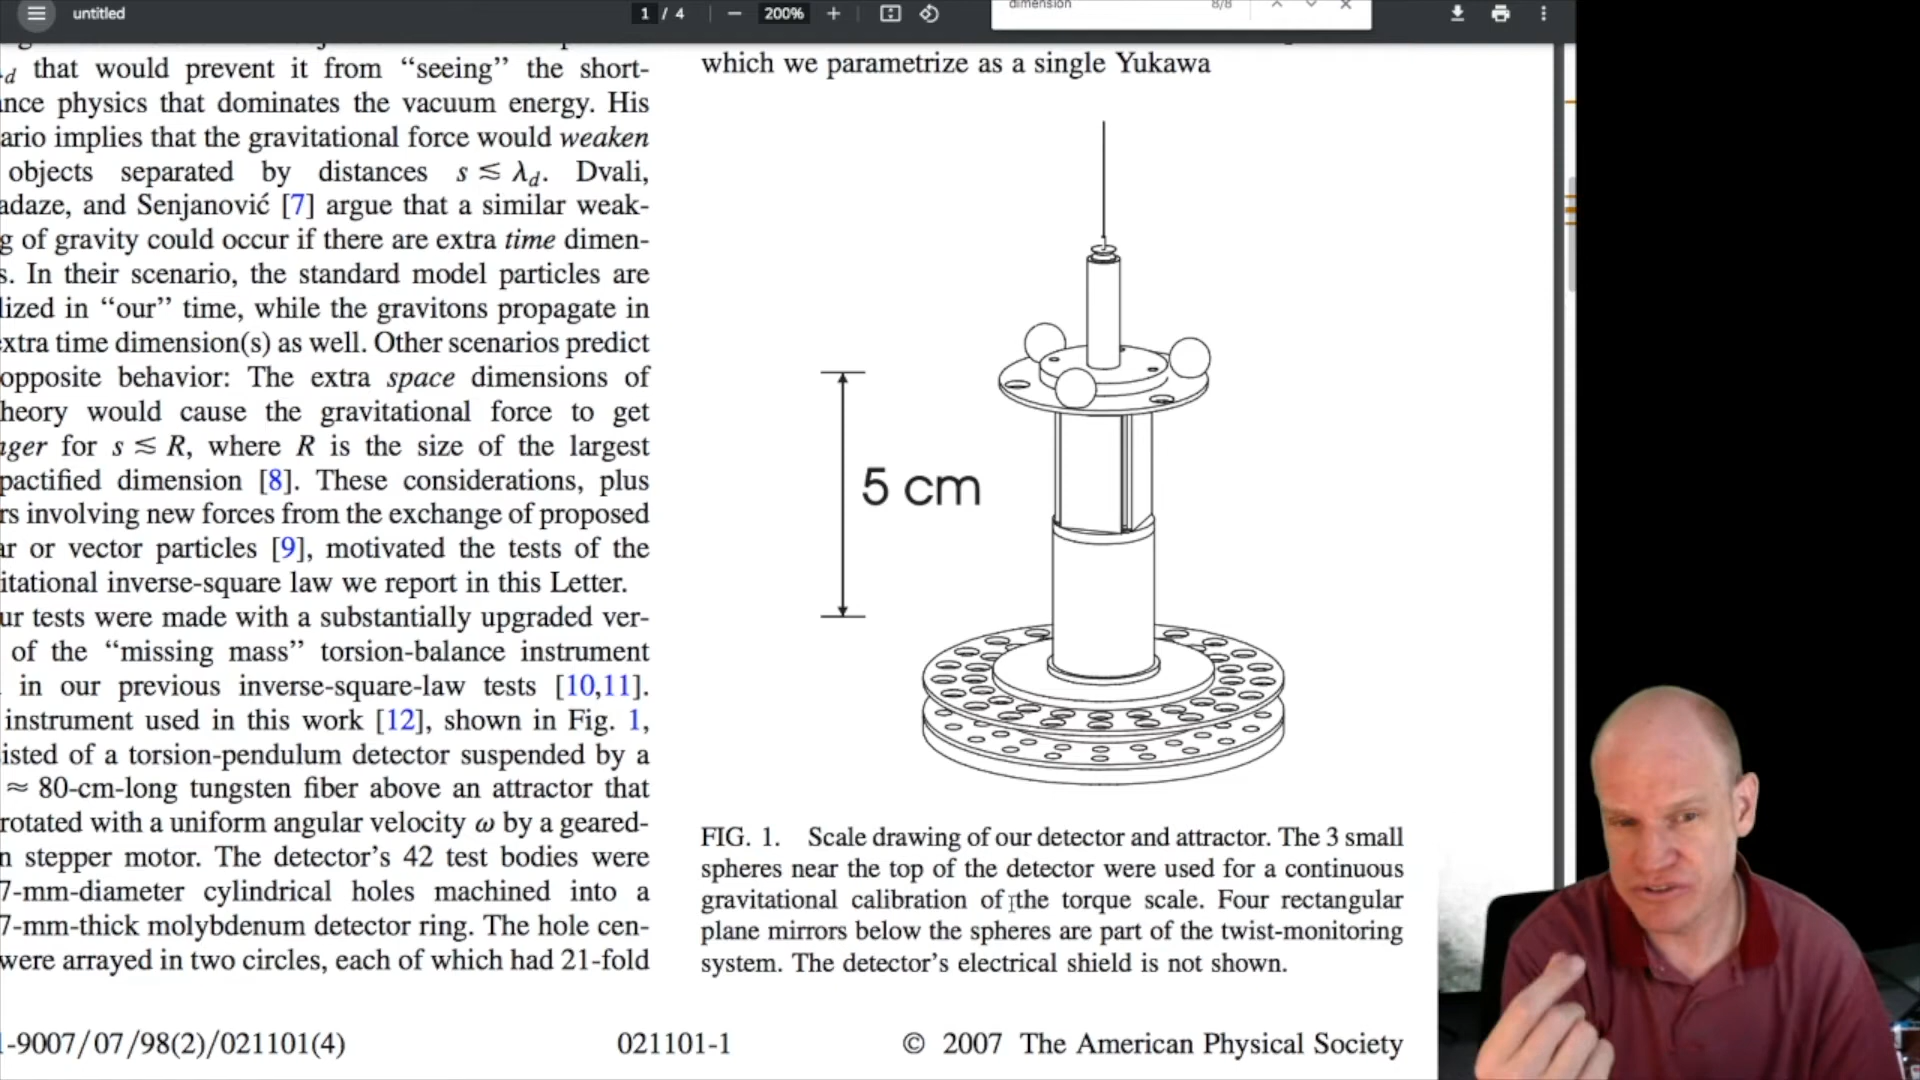 untitled
1 / 4
200%
dimension
8/8
d that would prevent it from “seeing” the short-
ance physics that dominates the vacuum energy. His
ario implies that the gravitational force would weaken
objects separated by distances s ≲ λd. Dvali,
adaze, and Senjanović [7] argue that a similar weak-
g of gravity could occur if there are extra time dimen-
s. In their scenario, the standard model particles are
lized in “our” time, while the gravitons propagate in
extra time dimension(s) as well. Other scenarios predict
opposite behavior: The extra space dimensions of
heory would cause the gravitational force to get
nger for s ≲ R, where R is the size of the largest
pactified dimension [8]. These considerations, plus
rs involving new forces from the exchange of proposed
ar or vector particles [9], motivated the tests of the
itational inverse-square law we report in this Letter.
ur tests were made with a substantially upgraded ver-
of the “missing mass” torsion-balance instrument
in our previous inverse-square-law tests [10,11].
instrument used in this work [12], shown in Fig. 1,
isted of a torsion-pendulum detector suspended by a
≈ 80-cm-long tungsten fiber above an attractor that
rotated with a uniform angular velocity ω by a geared-
n stepper motor. The detector’s 42 test bodies were
7-mm-diameter cylindrical holes machined into a
7-mm-thick molybdenum detector ring. The hole cen-
were arrayed in two circles, each of which had 21-fold
which we parametrize as a single Yukawa
5 cm
FIG. 1. Scale drawing of our detector and attractor. The 3 small
spheres near the top of the detector were used for a continuous
gravitational calibration of the torque scale. Four rectangular
plane mirrors below the spheres are part of the twist-monitoring
system. The detector’s electrical shield is not shown.
-9007/07/98(2)/021101(4)
021101-1
© 2007 The American Physical Society